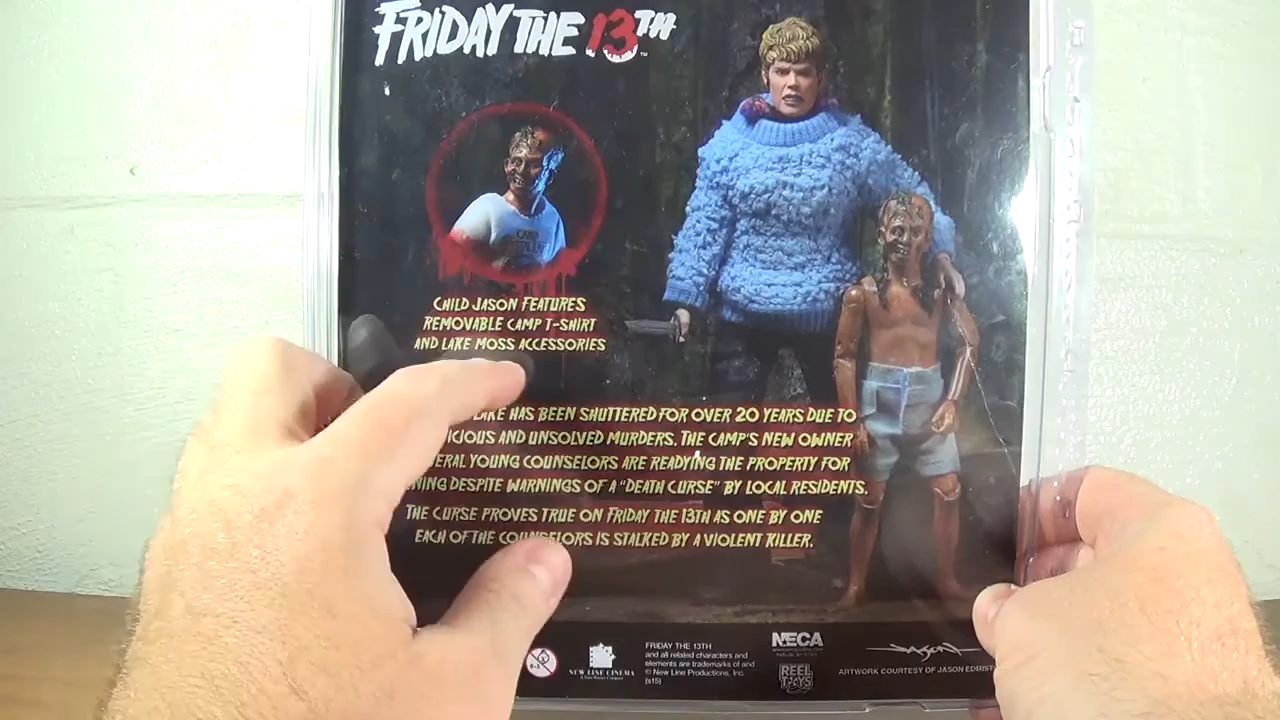 FRIDAY THE 13TH™
CHILD JASON FEATURES
REMOVABLE CAMP T-SHIRT
AND LAKE MOSS ACCESSORIES
LAKE HAS BEEN SHUTTERED FOR OVER 20 YEARS DUE TO
ICIOUS AND UNSOLVED MURDERS. THE CAMP'S NEW OWNER
ERAL YOUNG COUNSELORS ARE READYING THE PROPERTY FOR
NING DESPITE WARNINGS OF A "DEATH CURSE" BY LOCAL RESIDENTS.
THE CURSE PROVES TRUE ON FRIDAY THE 13TH AS ONE BY ONE
EACH OF THE COUNSELORS IS STALKED BY A VIOLENT KILLER.
NEW LINE CINEMA
FRIDAY THE 13TH
and all related characters and
elements are trademarks of and
© New Line Productions, Inc.
(s15)
NECA
REEL
TOYS
JASON
ARTWORK COURTESY OF JASON EDMIST